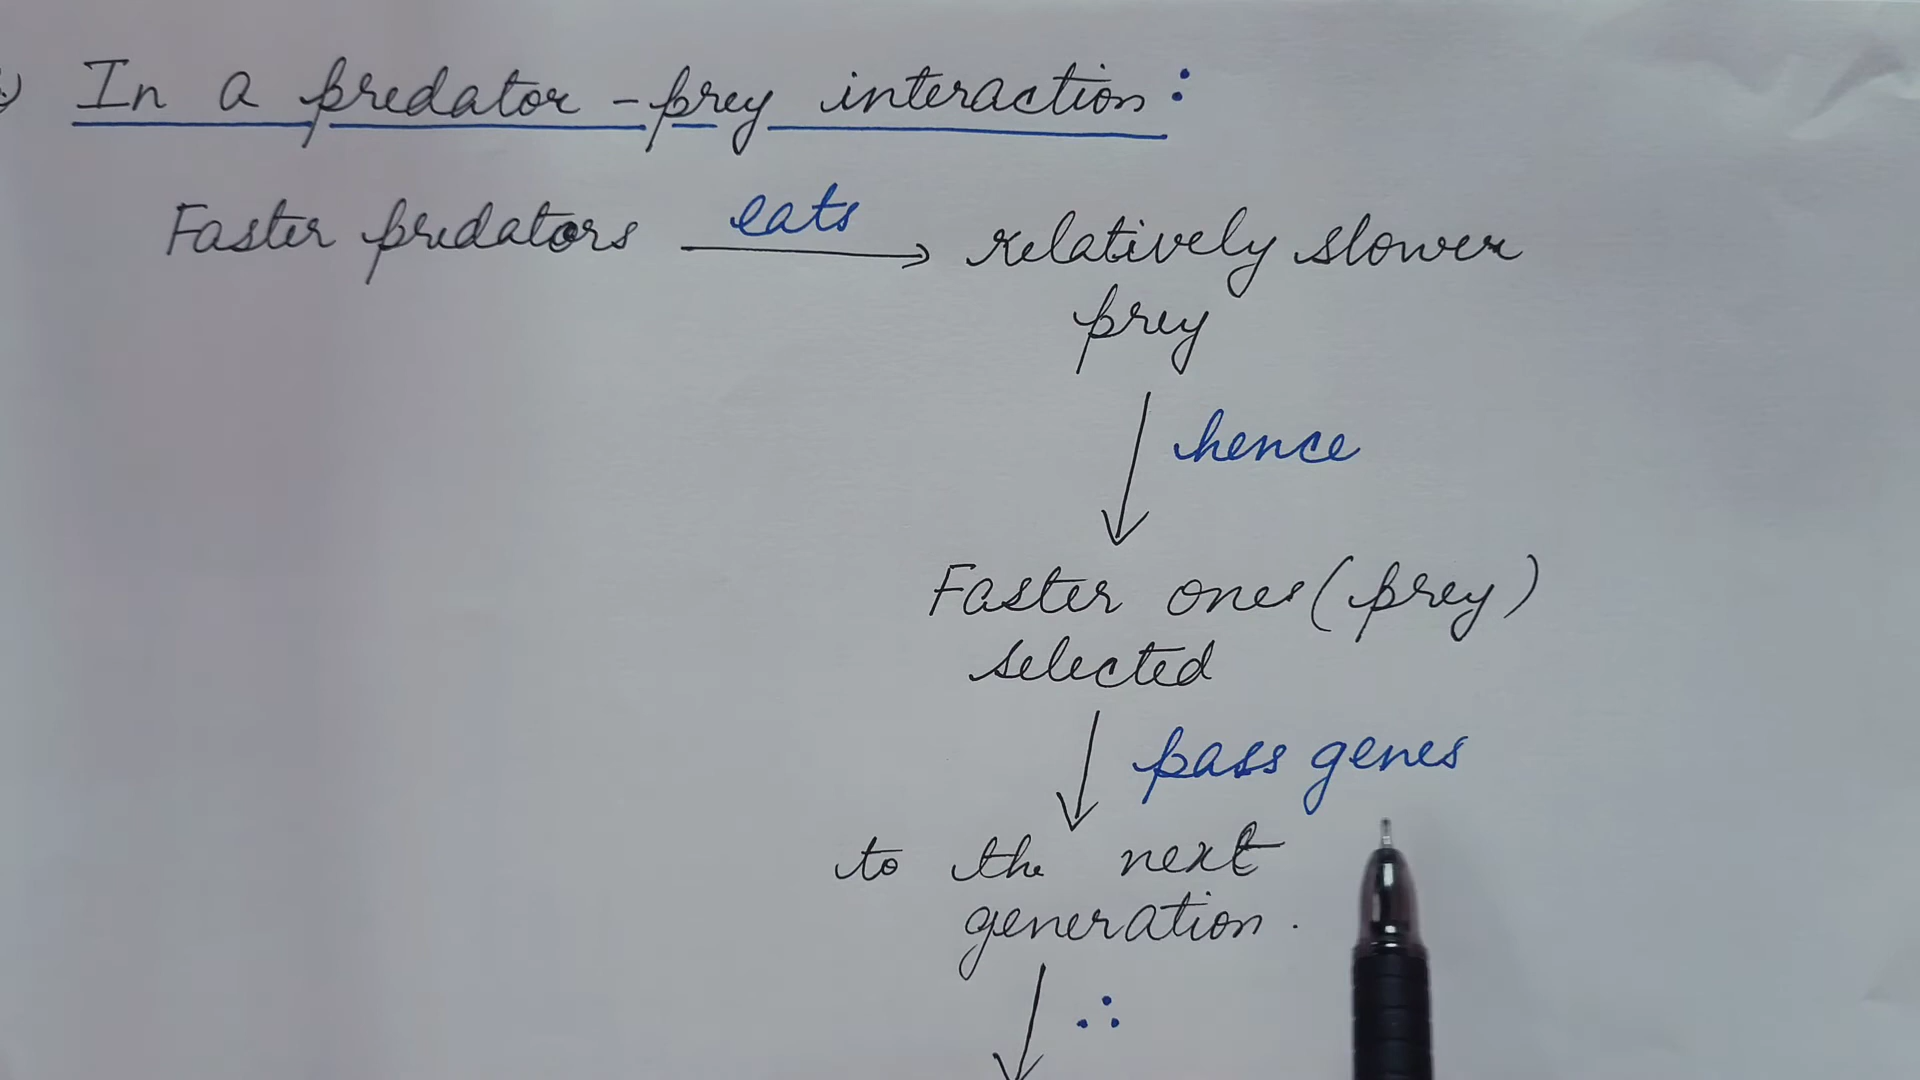 In a predator - prey interaction :
Faster predators eats → relatively slower
prey
↓ hence
Faster ones (prey)
selected
↓ pass genes
to the next
generation.
↓ ∴